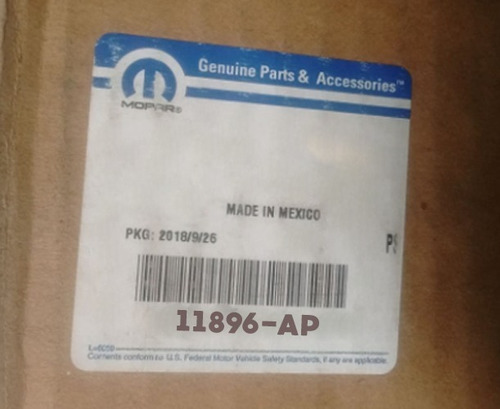 Genuine Parts & Accessories™
MOPAR®
MADE IN MEXICO
PKG: 2018/9/26
11896-AP
L-6059
Contents conform to U.S. Federal Motor Vehicle Safety Standards, if any are applicable.